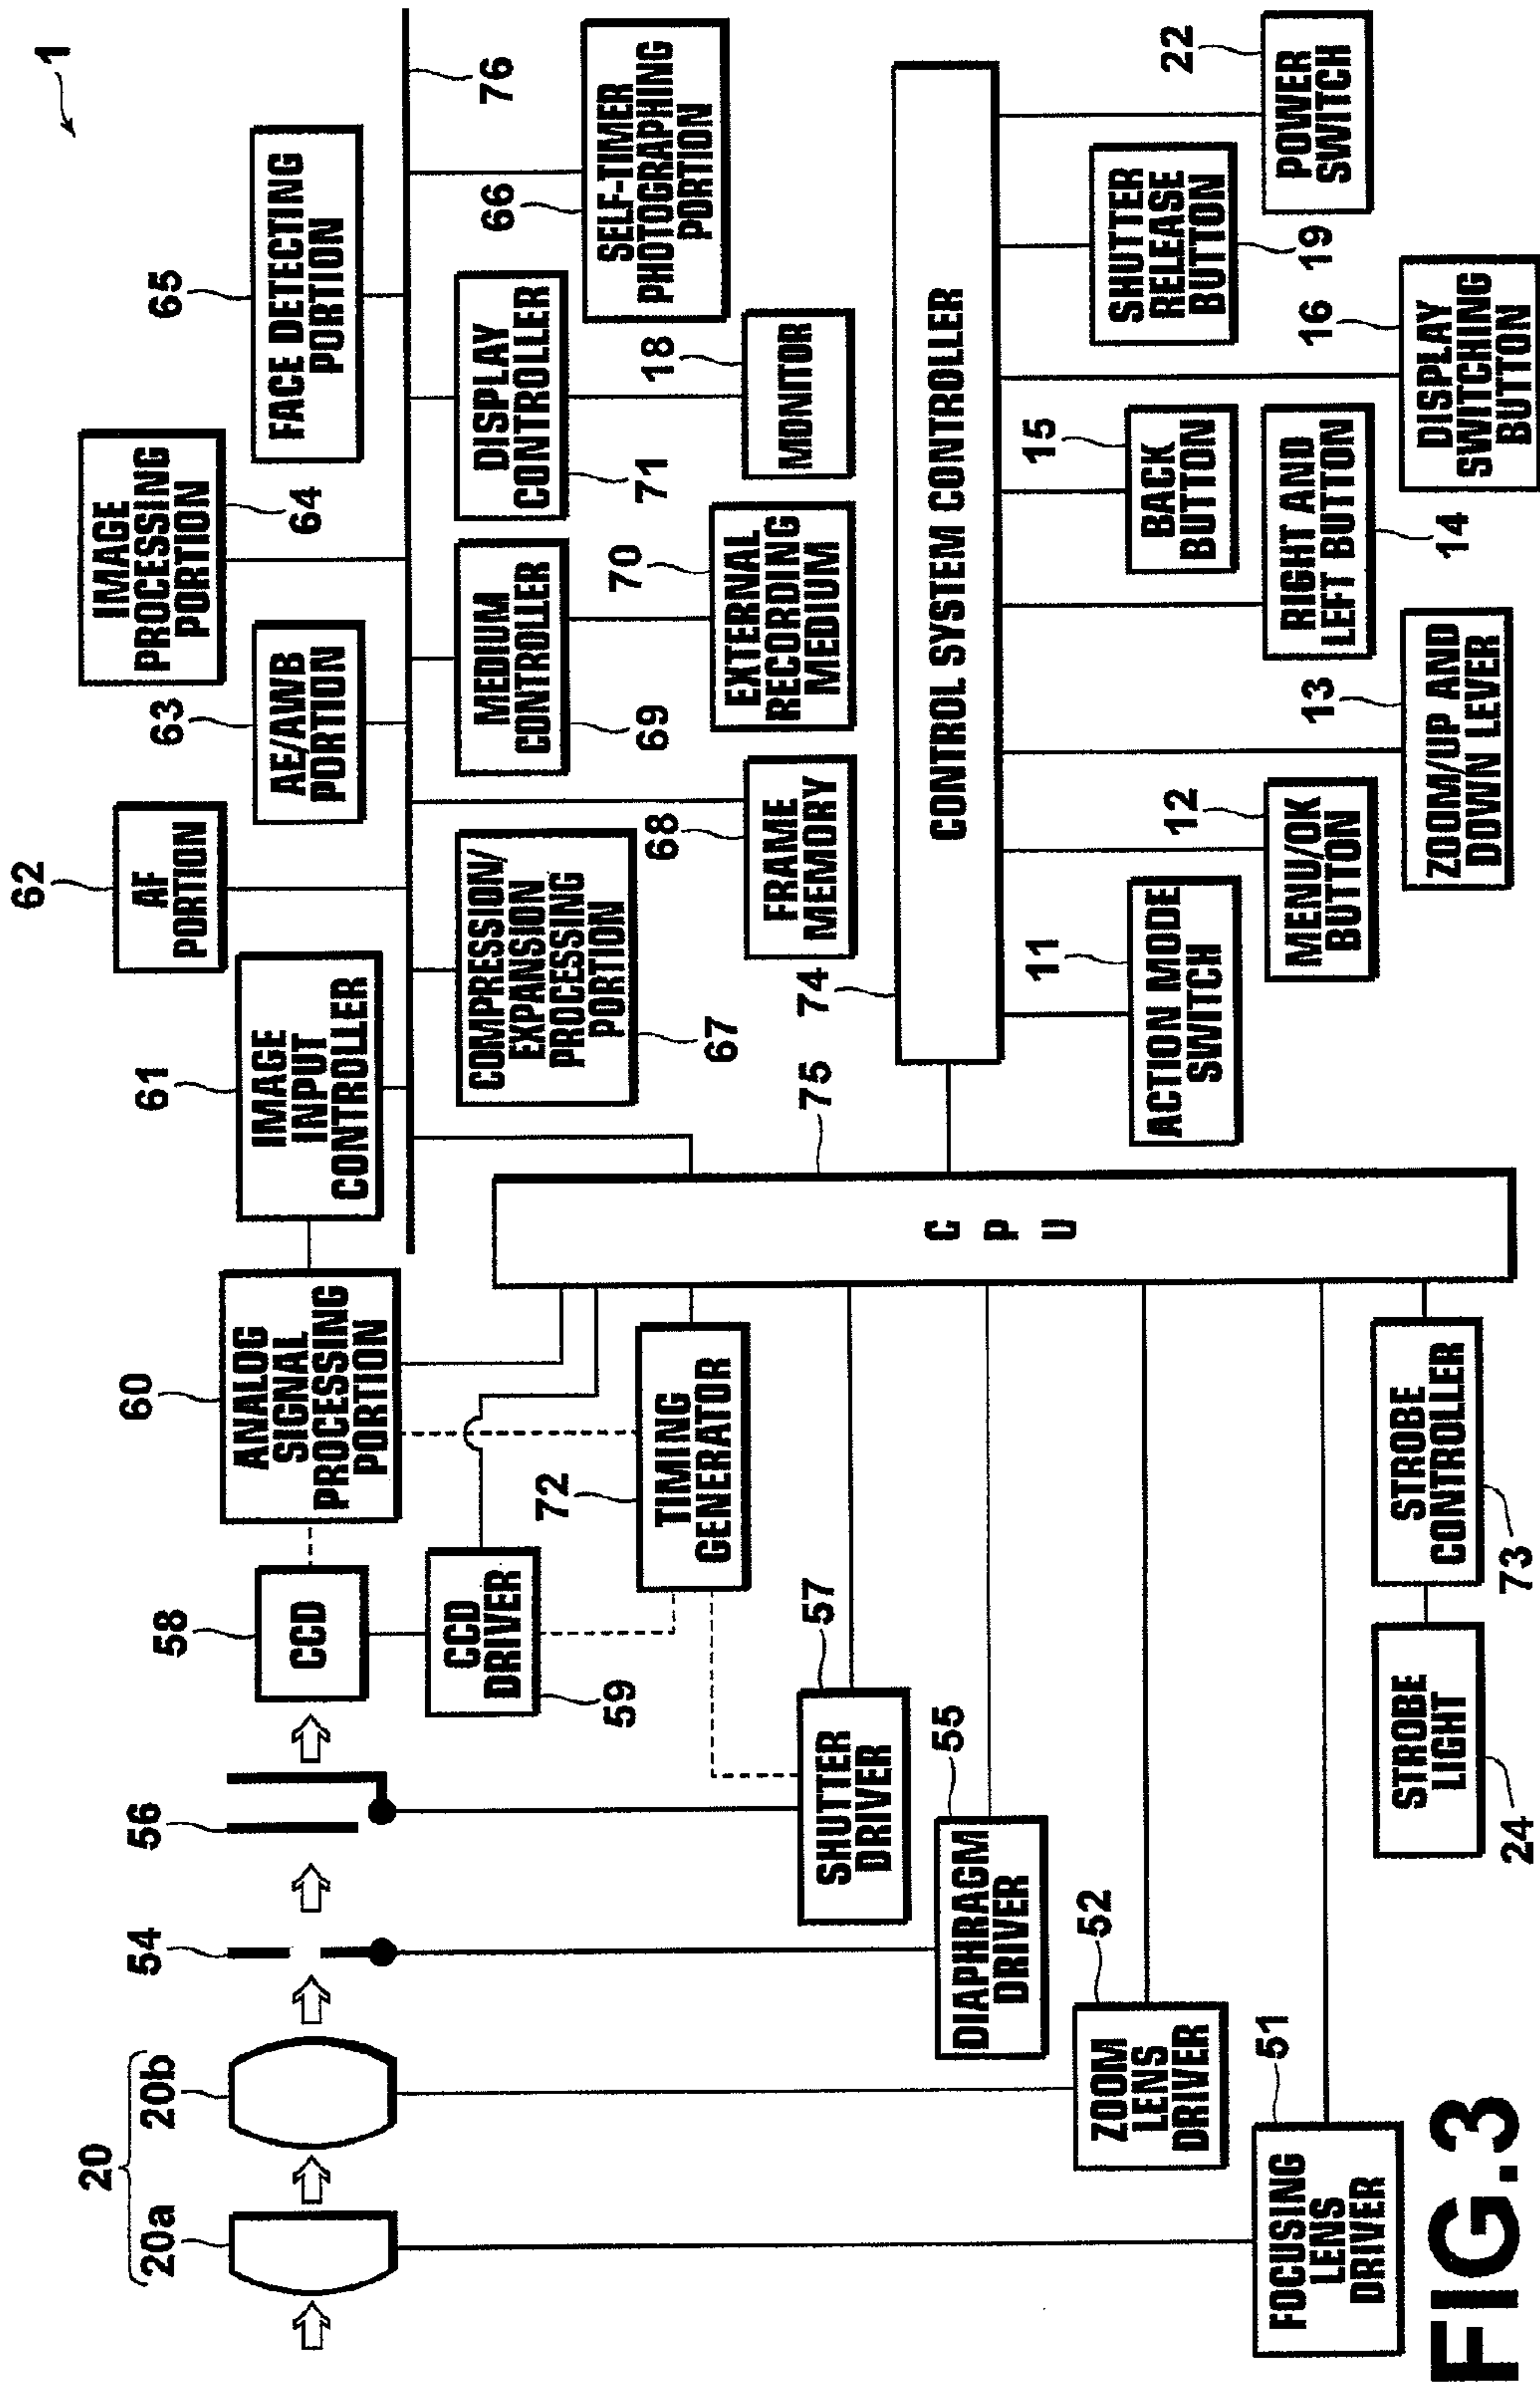 1
20
20a
20b
54
56
58
CCD
60
ANALOG
SIGNAL
PROCESSING
PORTION
61
IMAGE
INPUT
CONTROLLER
62
AF
PORTION
63
AE/AWB
PORTION
IMAGE
PROCESSING
PORTION
64
65
FACE DETECTING
PORTION
76
CCD
DRIVER
59
72
TIMING
GENERATOR
COMPRESSION/
EXPANSION
PROCESSING
PORTION
67
68
FRAME
MEMORY
MEDIUM
CONTROLLER
69
70
EXTERNAL
RECORDING
MEDIUM
DISPLAY
CONTROLLER
71
18
MONITOR
66
SELF-TIMER
PHOTOGRAPHING
PORTION
57
SHUTTER
DRIVER
55
DIAPHRAGM
DRIVER
52
ZOOM
LENS
DRIVER
51
FOCUSING
LENS
DRIVER
75
CPU
74
CONTROL SYSTEM CONTROLLER
11
ACTION MODE
SWITCH
12
MENU/OK
BUTTON
13
ZOOM/UP AND
DOWN LEVER
RIGHT AND
LEFT BUTTON
14
15
BACK
BUTTON
16
DISPLAY
SWITCHING
BUTTON
SHUTTER
RELEASE
BUTTON
19
22
POWER
SWITCH
STROBE
LIGHT
24
STROBE
CONTROLLER
73
FIG.3